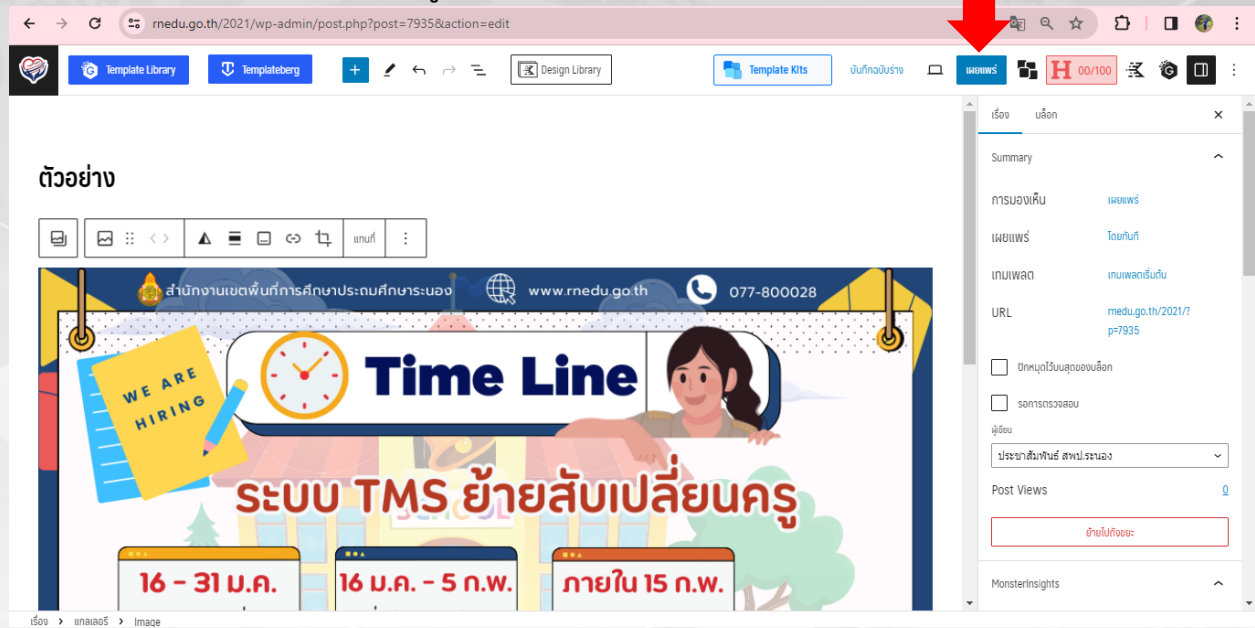 rnedu.go.th/2021/wp-admin/post.php?post=7935&action=edit
Template Library
Templateberg
Design Library
Template Kits
บันทึกฉบับร่าง
เผยแพร่
H 00/100
เรื่อง บล็อก
Summary
การมองเห็น เผยแพร่
เผยแพร่ โดยทันที
เทมเพลต เทมเพลตเริ่มต้น
URL rnedu.go.th/2021/?
p=7935
ปักหมุดไว้บนสุดของบล็อก
รอการตรวจสอบ
ผู้เขียน
ประชาสัมพันธ์ สพป.ระนอง
Post Views 0
ย้ายไปถังขยะ
MonsterInsights
ตัวอย่าง
แทนที่
สำนักงานเขตพื้นที่การศึกษาประถมศึกษาระนอง www.rnedu.go.th 077-800028
WE ARE
HIRING
Time Line
SCHOOL
ระบบ TMS ย้ายสับเปลี่ยนครู
16 - 31 ม.ค. 16 ม.ค. - 5 ก.พ. ภายใน 15 ก.พ.
เรื่อง > แกลเลอรี > Image